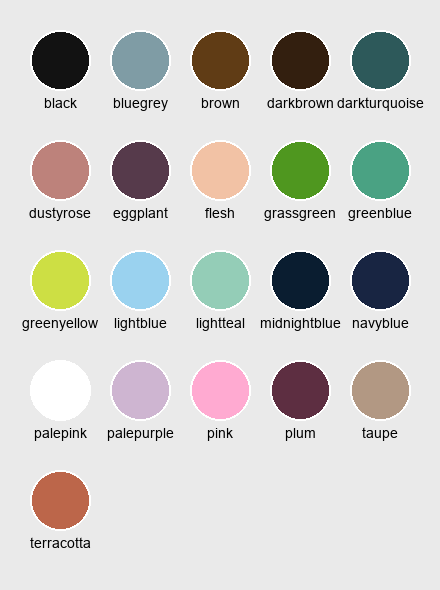 black bluegrey brown darkbrown darkturquoise
dustyrose eggplant flesh grassgreen greenblue
greenyellow lightblue lightteal midnightblue navyblue
palepink palepurple pink plum taupe
terracotta